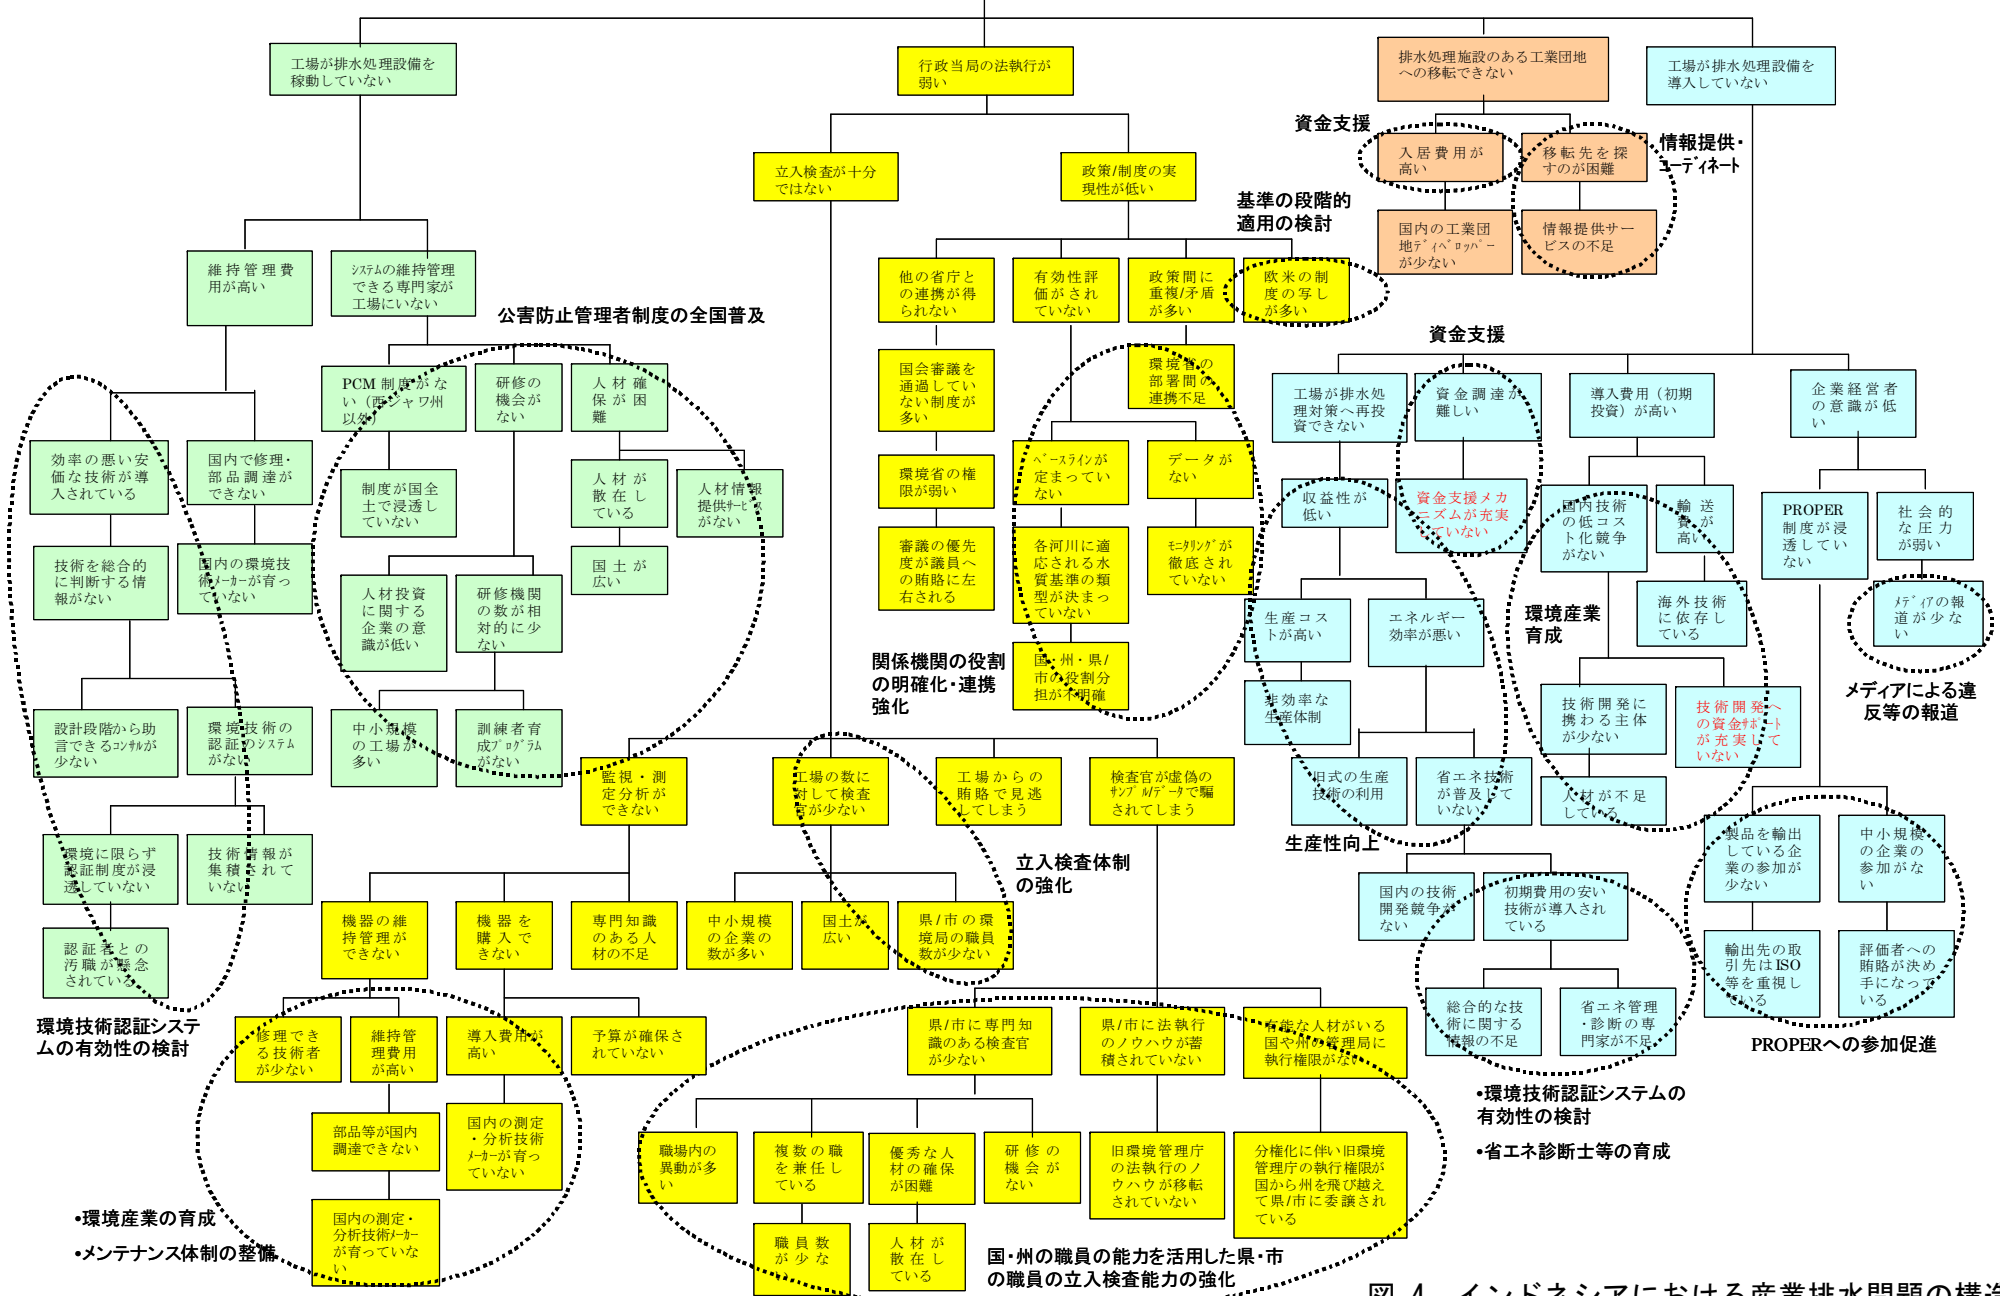 工場が排水処理設備を
稼動していない
行政当局の法執行が
弱い
排水処理施設のある工業団地
への移転できない
工場が排水処理設備を
導入していない
資金支援
入居費用が
高い
移転先を探
すのが困難
情報提供・
コーディネート
国内の工業団
地ディベロッパー
が少ない
情報提供サー
ビスの不足
立入検査が十分
ではない
政策/制度の実
現性が低い
基準の段階的
適用の検討
維持管理費
用が高い
システムの維持管理
できる専門家が
工場にいない
公害防止管理者制度の全国普及
他の省庁と
の連携が得
られない
有効性評
価がされ
ていない
政策間に
重複/矛盾
が多い
欧米の制
度の写し
が多い
国会審議を
通過してい
ない制度が
多い
環境省の
部署間の
連携不足
環境省の権
限が弱い
ベースラインが
定まってい
ない
データが
ない
審議の優先
度が議員へ
の賄賂に左
右される
各河川に適
応される水
質基準の類
型が決まっ
ていない
モニタリングが
徹底され
ていない
国・州・県/
市の役割分
担が不明確
関係機関の役割
の明確化・連携
強化
PCM 制度がな
い（西ジャワ州
以外）
研修の
機会が
ない
人材確
保が困
難
制度が国全
土で浸透し
ていない
人材が
散在し
ている
人材情報
提供サービス
がない
国土が
広い
人材投資
に関する
企業の意
識が低い
研修機関
の数が相
対的に少
ない
中小規模
の工場が
多い
訓練者育
成プログラム
がない
効率の悪い安
価な技術が導
入されている
国内で修理・
部品調達が
できない
技術を総合的
に判断する情
報がない
国内の環境技
術メーカーが育っ
ていない
設計段階から助
言できるコンサルが
少ない
環境技術の
認証のシステム
がない
環境に限らず
認証制度が浸
透していない
技術情報が
集積されて
いない
認証者との
汚職が懸念
されている
環境技術認証システ
ムの有効性の検討
資金支援
工場が排水処
理対策へ再投
資できない
資金調達が
難しい
導入費用（初期
投資）が高い
企業経営者
の意識が低
い
収益性が
低い
資金支援メカ
ニズムが充実
していない
国内技術
の低コス
ト化競争
がない
輸送
費が
高い
PROPER
制度が浸
透してい
ない
社会的
な圧力
が弱い
生産コス
トが高い
エネルギー
効率が悪い
環境産業
育成
海外技術
に依存し
ている
メディアの報
道が少な
い
メディアによる違
反等の報道
非効率な
生産体制
技術開発に
携わる主体
が少ない
技術開発へ
の資金サポート
が充実して
いない
旧式の生産
技術の利用
省エネ技術
が普及して
いない
人材が不足
している
生産性向上
製品を輸出
している企
業の参加が
少ない
中小規模
の企業の
参加がな
い
国内の技術
開発競争が
ない
初期費用の安い
技術が導入され
ている
輸出先の取
引先は ISO
等を重視し
ている
評価者への
賄賂が決め
手になって
いる
総合的な技
術に関する
情報の不足
省エネ管理
・診断の専
門家が不足
PROPERへの参加促進
•環境技術認証システムの
有効性の検討
•省エネ診断士等の育成
監視・測
定分析が
できない
工場の数に
対して検査
官が少ない
工場からの
賄賂で見逃
してしまう
検査官が虚偽の
サンプル/データで騙
されてしまう
立入検査体制
の強化
機器の維
持管理が
できない
機器を
購入で
きない
専門知識
のある人
材の不足
中小規模
の企業の
数が多い
国土が
広い
県/市の環
境局の職員
数が少ない
修理でき
る技術者
が少ない
維持管
理費用
が高い
導入費用が
高い
予算が確保さ
れていない
県/市に専門知
識のある検査官
が少ない
県/市に法執行
のノウハウが蓄
積されていない
有能な人材がいる
国や州の管理局に
執行権限がない
部品等が国内
調達できない
国内の測定
・分析技術
メーカーが育っ
ていない
職場内の
異動が多
い
複数の職
を兼任し
ている
優秀な人
材の確保
が困難
研修の
機会が
ない
旧環境管理庁
の法執行のノ
ウハウが移転
されていない
分権化に伴い旧環境
管理庁の執行権限が
国から州を飛び越え
て県/市に委譲され
ている
国内の測定・
分析技術メーカー
が育っていな
い
職員数
が少な
い
人材が
散在し
ている
•環境産業の育成
•メンテナンス体制の整備
国・州の職員の能力を活用した県・市
の職員の立入検査能力の強化
図 4 インドネシアにおける産業排水問題の構造